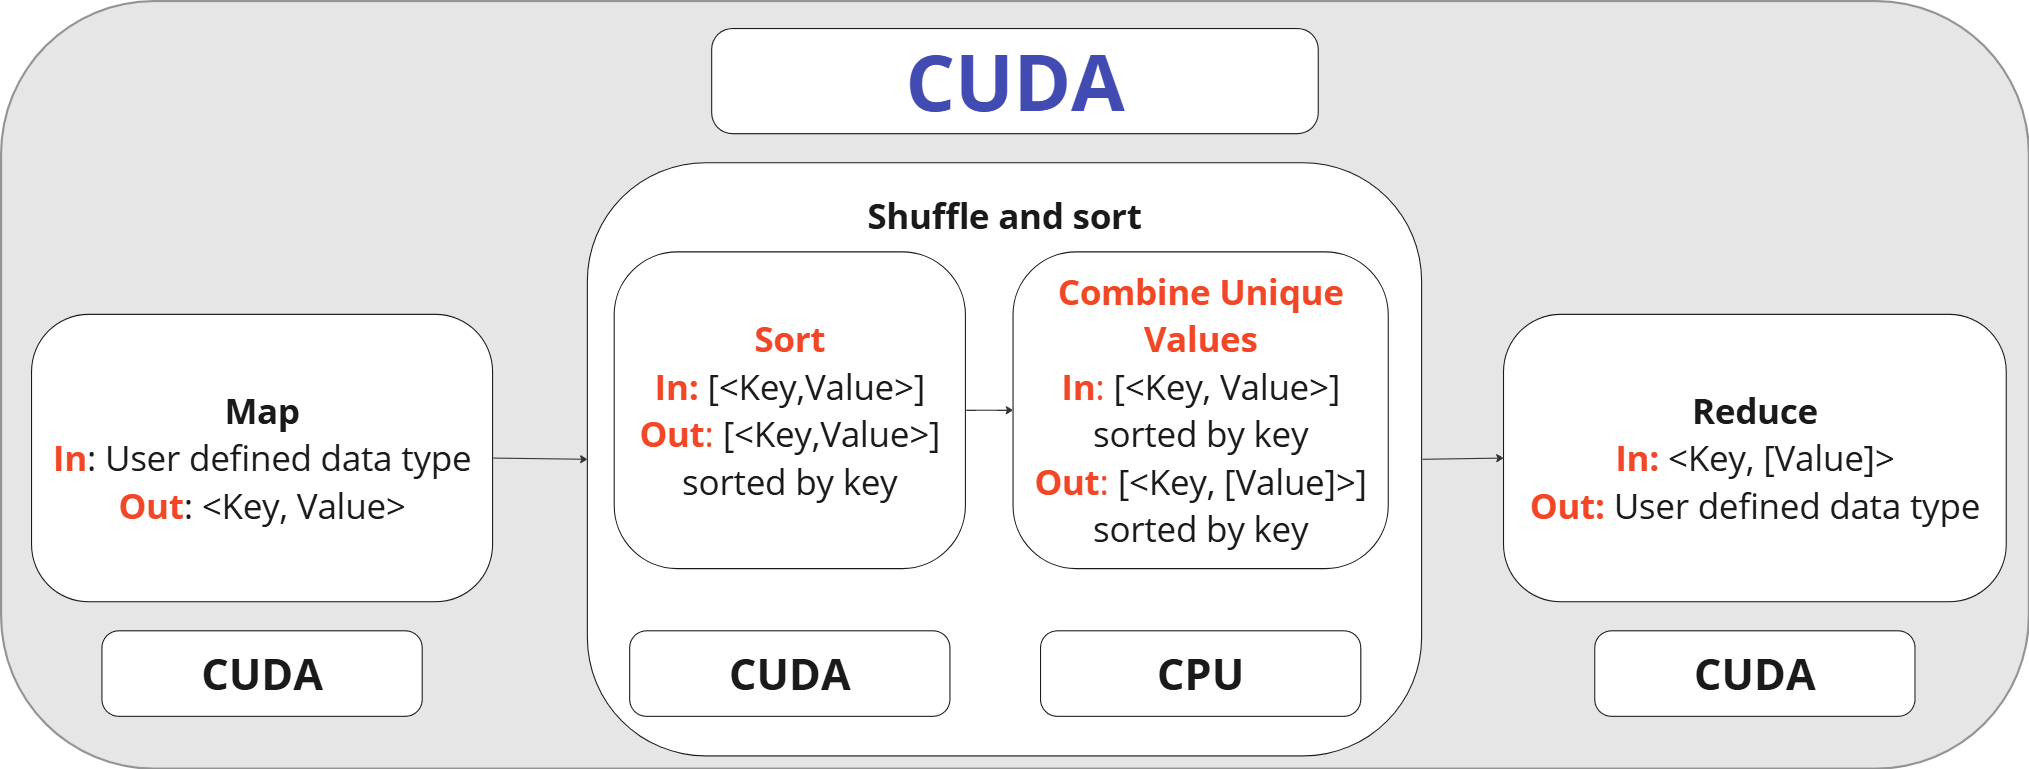 CUDA
Shuffle and sort
Map
In: User defined data type
Out: <Key, Value>
CUDA
Sort
In: [<Key,Value>]
Out: [<Key,Value>]
sorted by key
CUDA
Combine Unique
Values
In: [<Key, Value>]
sorted by key
Out: [<Key, [Value]>]
sorted by key
CPU
Reduce
In: <Key, [Value]>
Out: User defined data type
CUDA